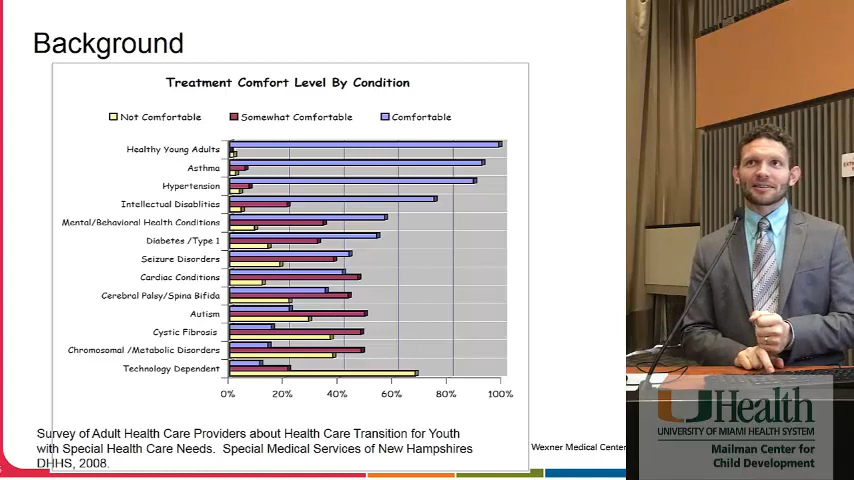 Background
Treatment Comfort Level By Condition
Not Comfortable Somewhat Comfortable Comfortable
Healthy Young Adults
Asthma
Hypertension
Intellectual Disablities
Mental/Behavioral Health Conditions
Diabetes /Type 1
Seizure Disorders
Cardiac Conditions
Cerebral Palsy/Spina Bifida
Autism
Cystic Fibrosis
Chromosomal /Metabolic Disorders
Technology Dependent
0% 20% 40% 60% 80% 100%
Survey of Adult Health Care Providers about Health Care Transition for Youth
with Special Health Care Needs. Special Medical Services of New Hampshires
DHHS, 2008.
Wexner Medical Center
UHealth
UNIVERSITY OF MIAMI HEALTH SYSTEM
Mailman Center for
Child Development